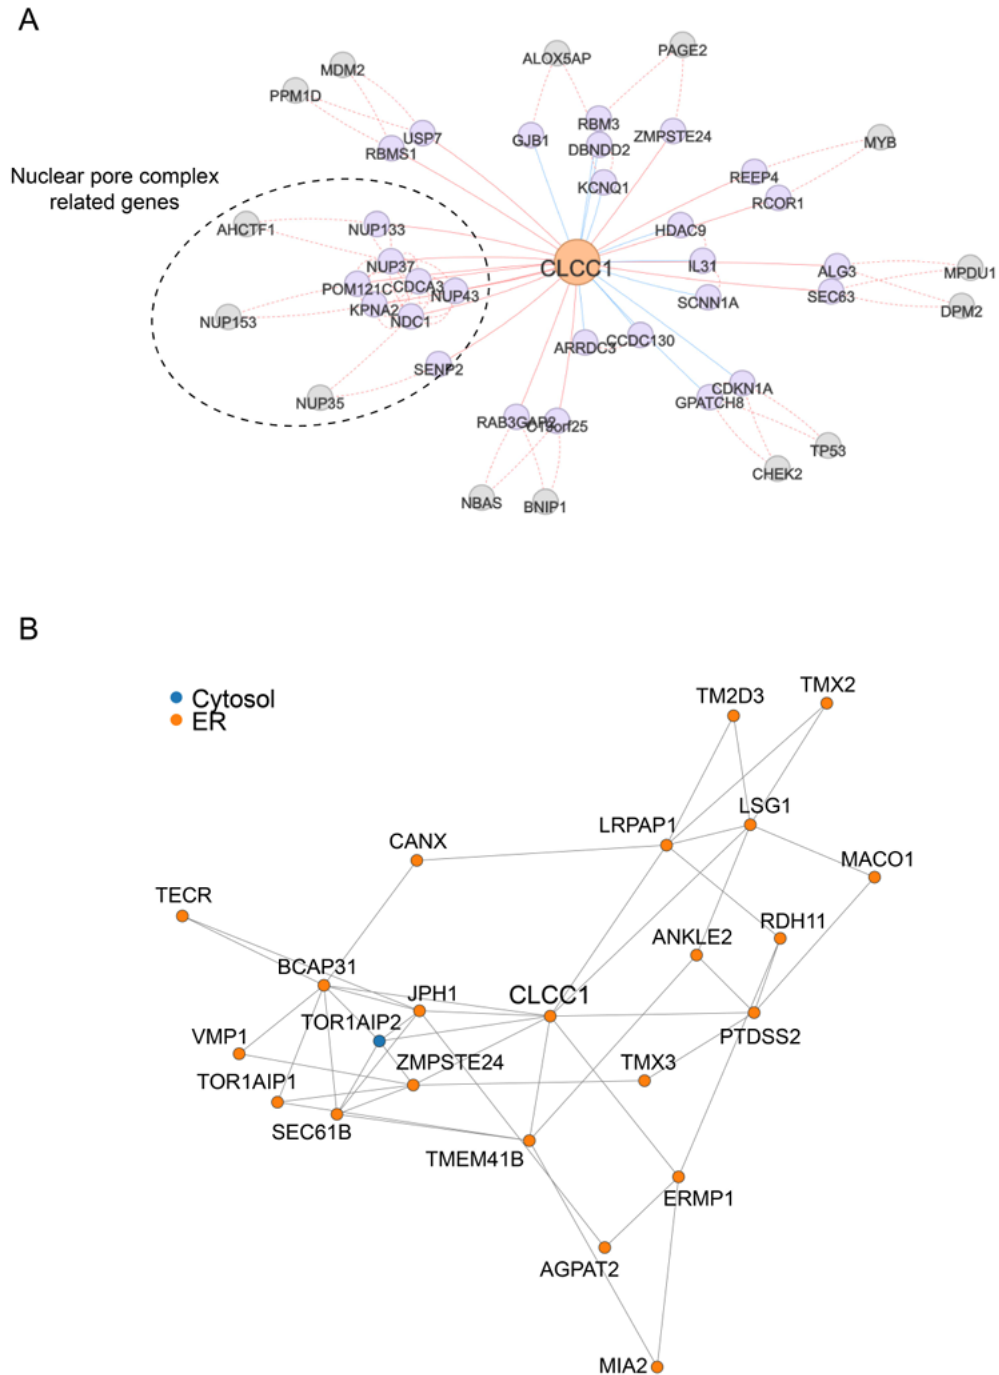 A
ALOX5AP
PAGE2
MDM2
PPM1D
USP7
RBMS1
GJB1
RBM3
DBNDD2
ZMPSTE24
MYB
KCNQ1
REEP4
RCOR1
Nuclear pore complex
related genes
AHCTF1
NUP133
HDAC9
NUP37
CLCC1
IL31
ALG3
MPDU1
POM121C
CDCA3
NUP43
SEC63
KPNA2
SCNN1A
DPM2
NUP153
NDC1
ARRDC3
CCDC130
SENP2
CDKN1A
NUP35
GPATCH8
RAB3GAP2
C19orf25
TP53
CHEK2
NBAS
BNIP1
B
Cytosol
ER
TM2D3
TMX2
LSG1
LRPAP1
CANX
MACO1
TECR
RDH11
ANKLE2
BCAP31
JPH1
CLCC1
TOR1AIP2
VMP1
PTDSS2
ZMPSTE24
TMX3
TOR1AIP1
SEC61B
TMEM41B
ERMP1
AGPAT2
MIA2